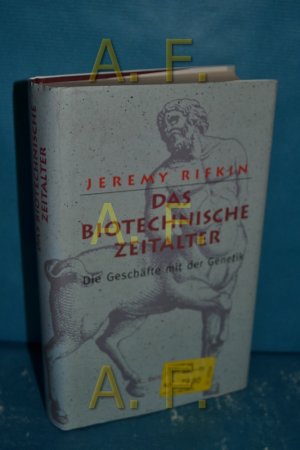 A. F.
JEREMY RIFKIN
DAS
BIOTECHNISCHE
ZEITALTER
Die Geschäfte mit der Genetik
DAS BIOTECHNISCHE
ZEITALTER
A. F.
A. F.